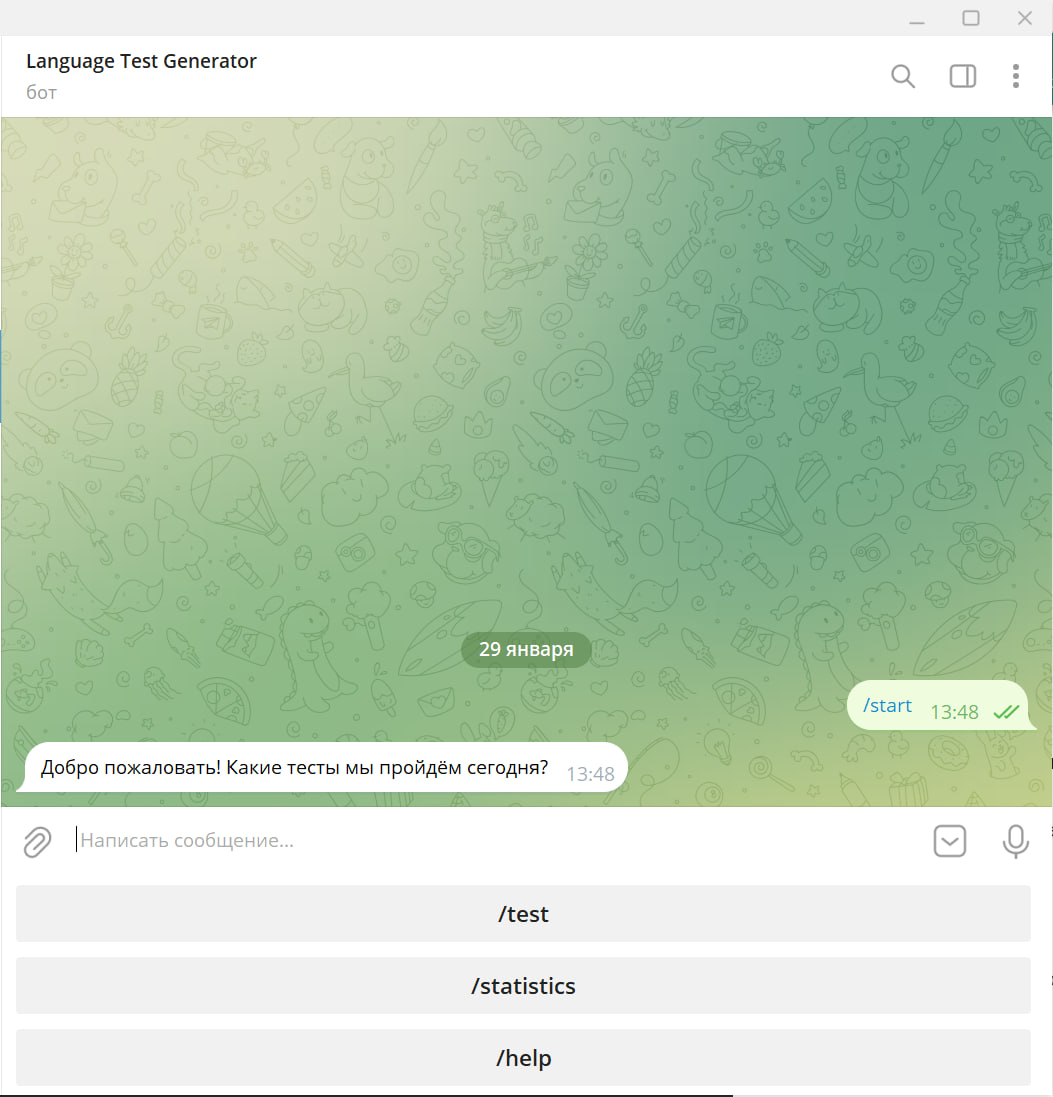 Language Test Generator
бот
29 января
/start 13:48
Добро пожаловать! Какие тесты мы пройдём сегодня? 13:48
Написать сообщение...
/test
/statistics
/help